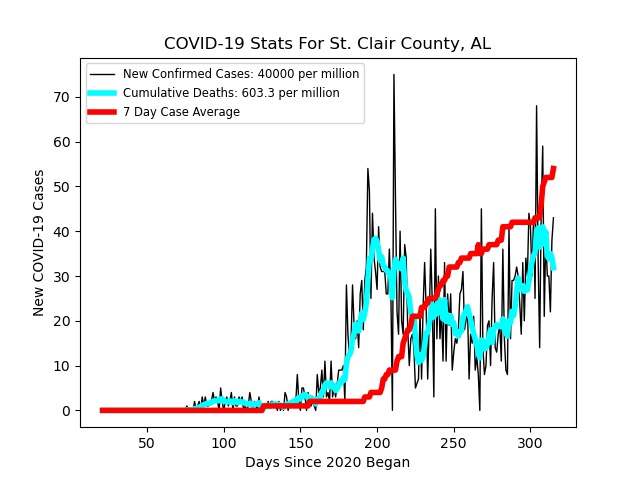 COVID-19 Stats For St. Clair County, AL
New Confirmed Cases: 40000 per million
Cumulative Deaths: 603.3 per million
7 Day Case Average
70
60
50
40
30
20
10
0
New COVID-19 Cases
50 100 150 200 250 300
Days Since 2020 Began